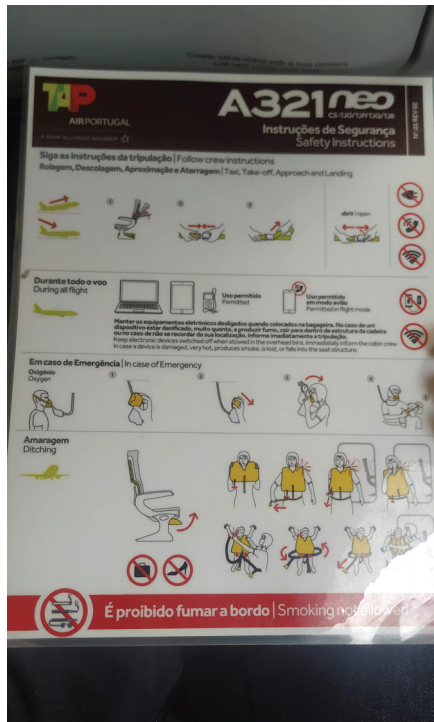 TAP
AIRPORTUGAL
A STAR ALLIANCE MEMBER
A321neo
Instruções de Segurança
Safety Instructions
Siga as instruções da tripulação | Follow crew instructions
Rolagem, Descolagem, Aproximação e Aterragem | Taxi, Take-off, Approach and Landing
1
2
3
abrir | open
Durante todo o voo
During all flight
Uso permitido
Permitted
Uso permitido
em modo avião
Permitted in flight mode
Manter os equipamentos eletrónicos desligados quando colocados na bagageira. No caso de um
dispositivo estar danificado, muito quente, a produzir fumo, cair para dentro da estrutura da cadeira
ou no caso de não se recordar da sua localização, informe imediatamente a tripulação.
Keep electronic devices switched off when stowed in the overhead bins. Immediately inform the cabin crew
in case a device is damaged, very hot, produces smoke, is lost, or falls into the seat structure.
Em caso de Emergência | In case of Emergency
Oxigénio
Oxygen
1
2
3
4
Amaragem
Ditching
É proibido fumar a bordo | Smoking not allowed